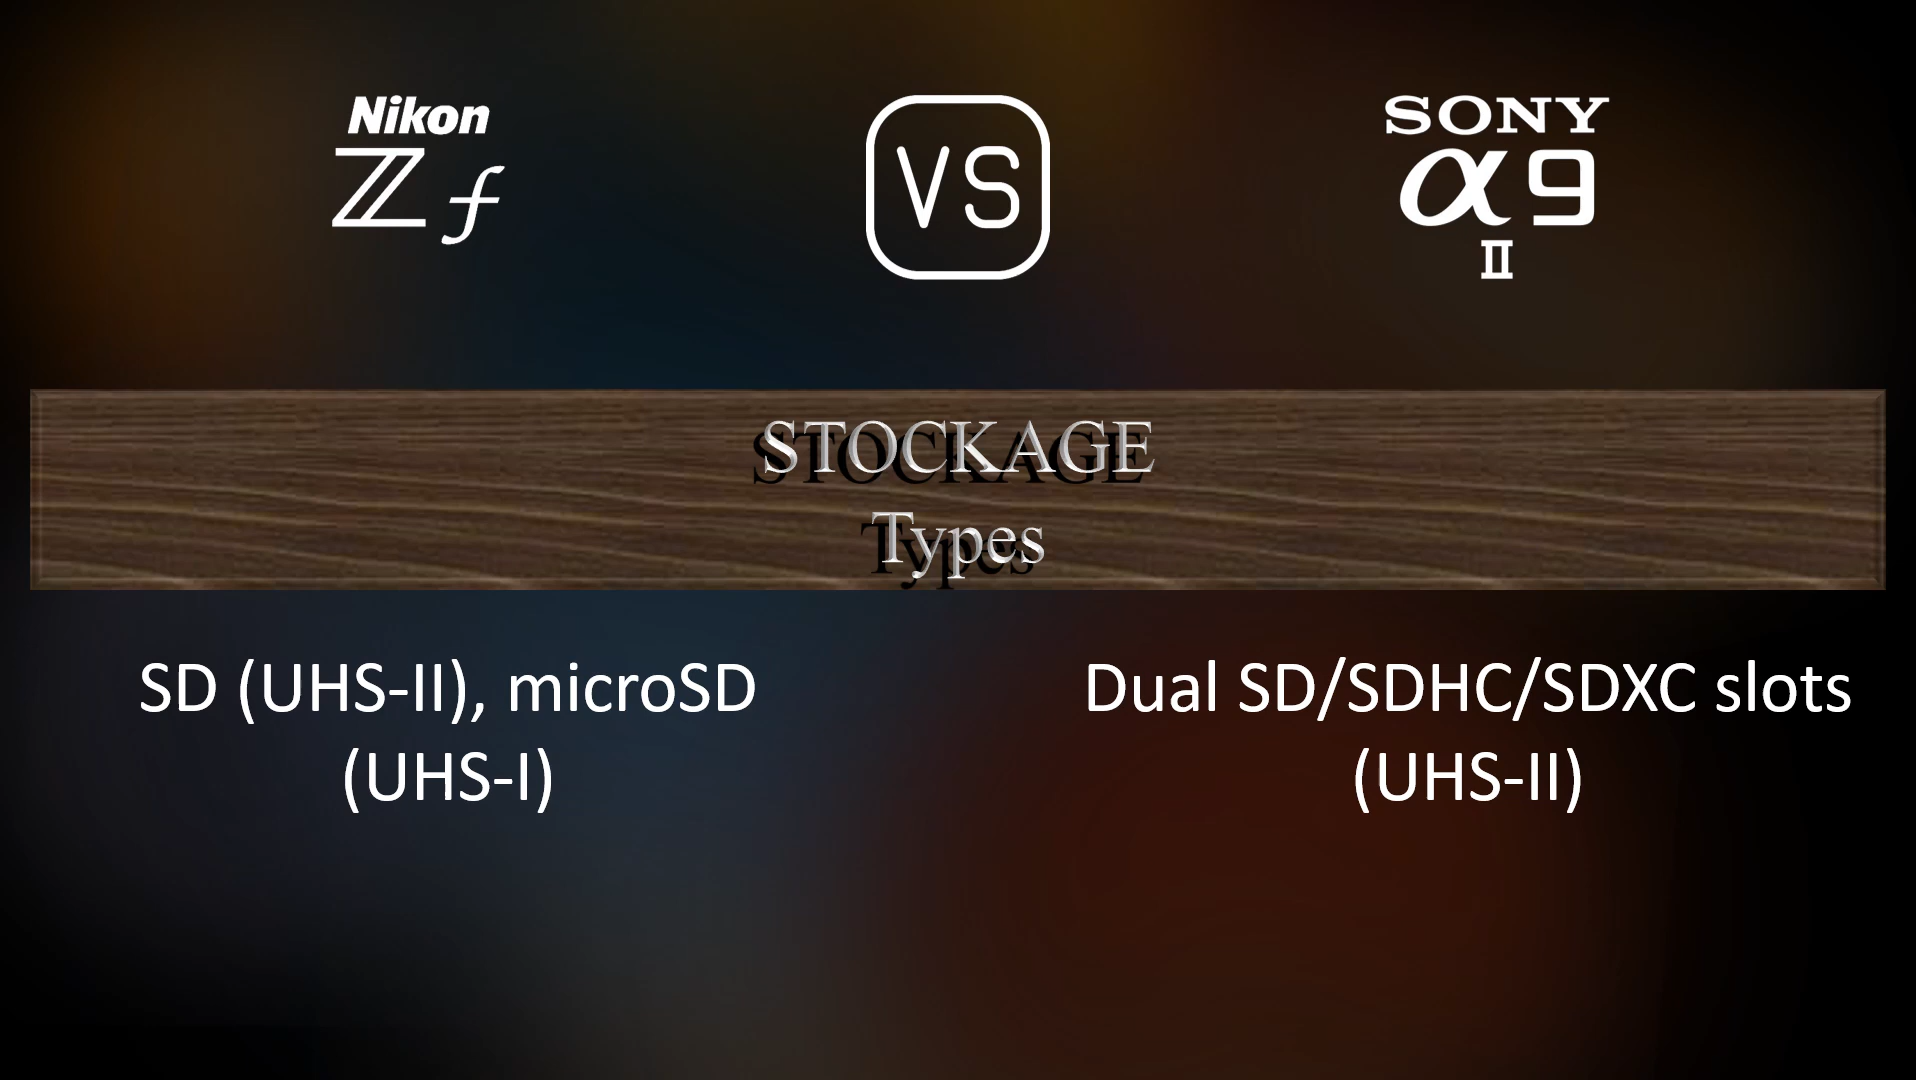 Nikon
Z f
VS
SONY
α9
II
STOCKAGE
Types
SD (UHS-II), microSD
(UHS-I)
Dual SD/SDHC/SDXC slots
(UHS-II)